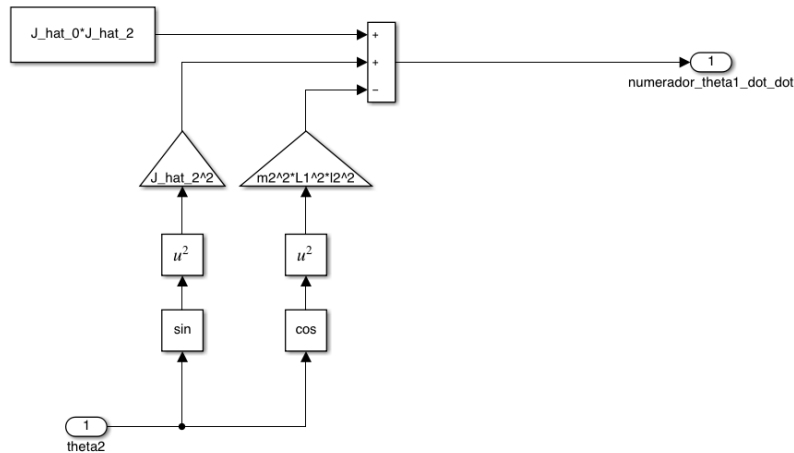 J_hat_0*J_hat_2
+
+
−
1
numerador_theta1_dot_dot
J_hat_2^2
m2^2*L1^2*l2^2
u²
u²
sin
cos
1
theta2